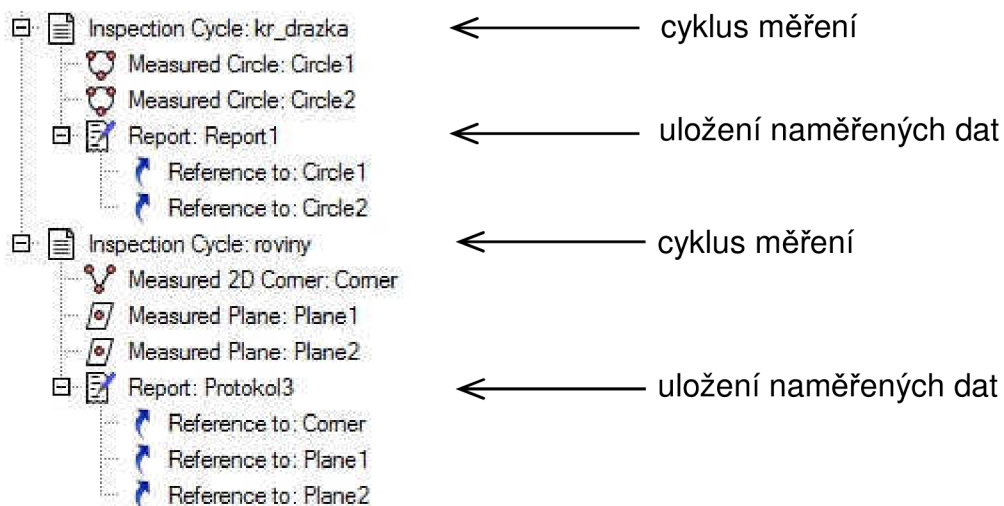 Inspection Cycle: kr_drazka cyklus měření
Measured Circle: Circle1
Measured Circle: Circle2
Report: Report1 uložení naměřených dat
Reference to: Circle1
Reference to: Circle2
Inspection Cycle: roviny cyklus měření
Measured 2D Corner: Corner
Measured Plane: Plane1
Measured Plane: Plane2
Report: Protokol3 uložení naměřených dat
Reference to: Corner
Reference to: Plane1
Reference to: Plane2